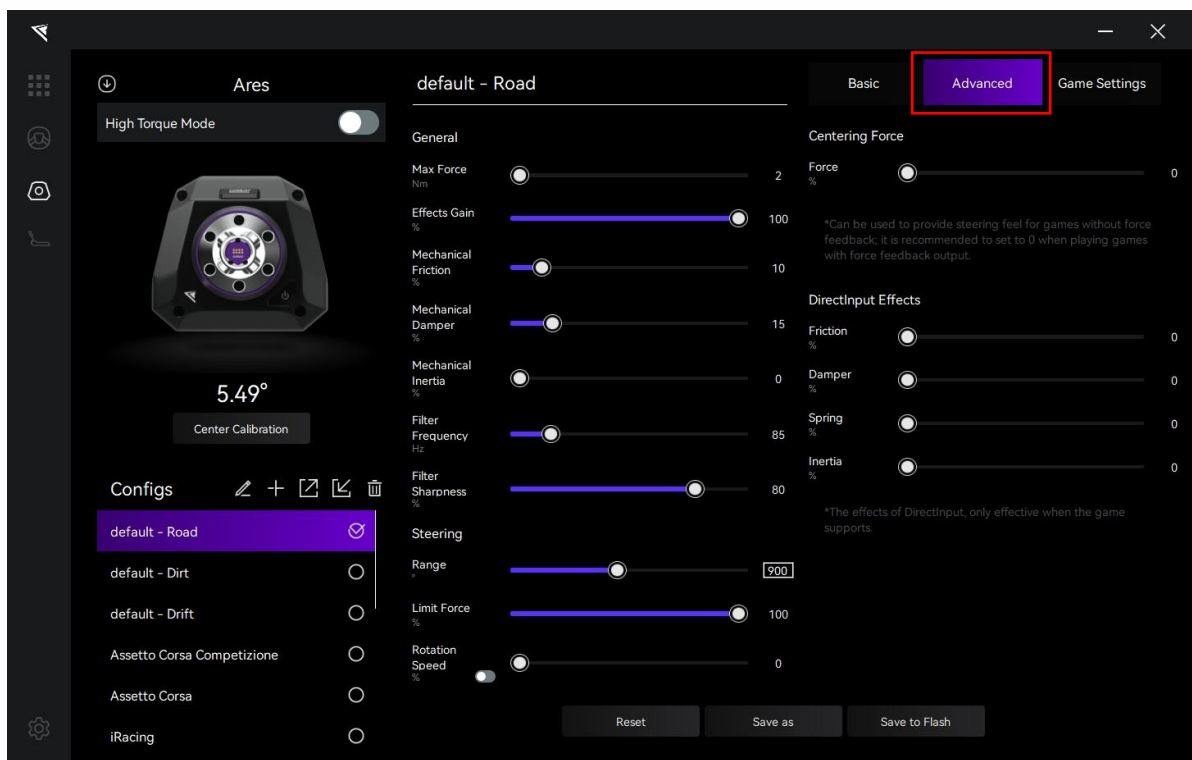 Ares
High Torque Mode
5.49°
Center Calibration
Configs
default - Road
default - Dirt
default - Drift
Assetto Corsa Competizione
Assetto Corsa
iRacing
default - Road
General
Max Force
Nm
2
Effects Gain
%
100
Mechanical
Friction
%
10
Mechanical
Damper
%
15
Mechanical
Inertia
%
0
Filter
Frequency
Hz
85
Filter
Sharpness
%
80
Steering
Range
°
900
Limit Force
%
100
Rotation
Speed
%
0
Reset
Save as
Save to Flash
Basic
Advanced
Game Settings
Centering Force
Force
%
0
*Can be used to provide steering feel for games without force
feedback; it is recommended to set to 0 when playing games
with force feedback output.
DirectInput Effects
Friction
%
0
Damper
%
0
Spring
%
0
Inertia
%
0
*The effects of DirectInput, only effective when the game
supports.